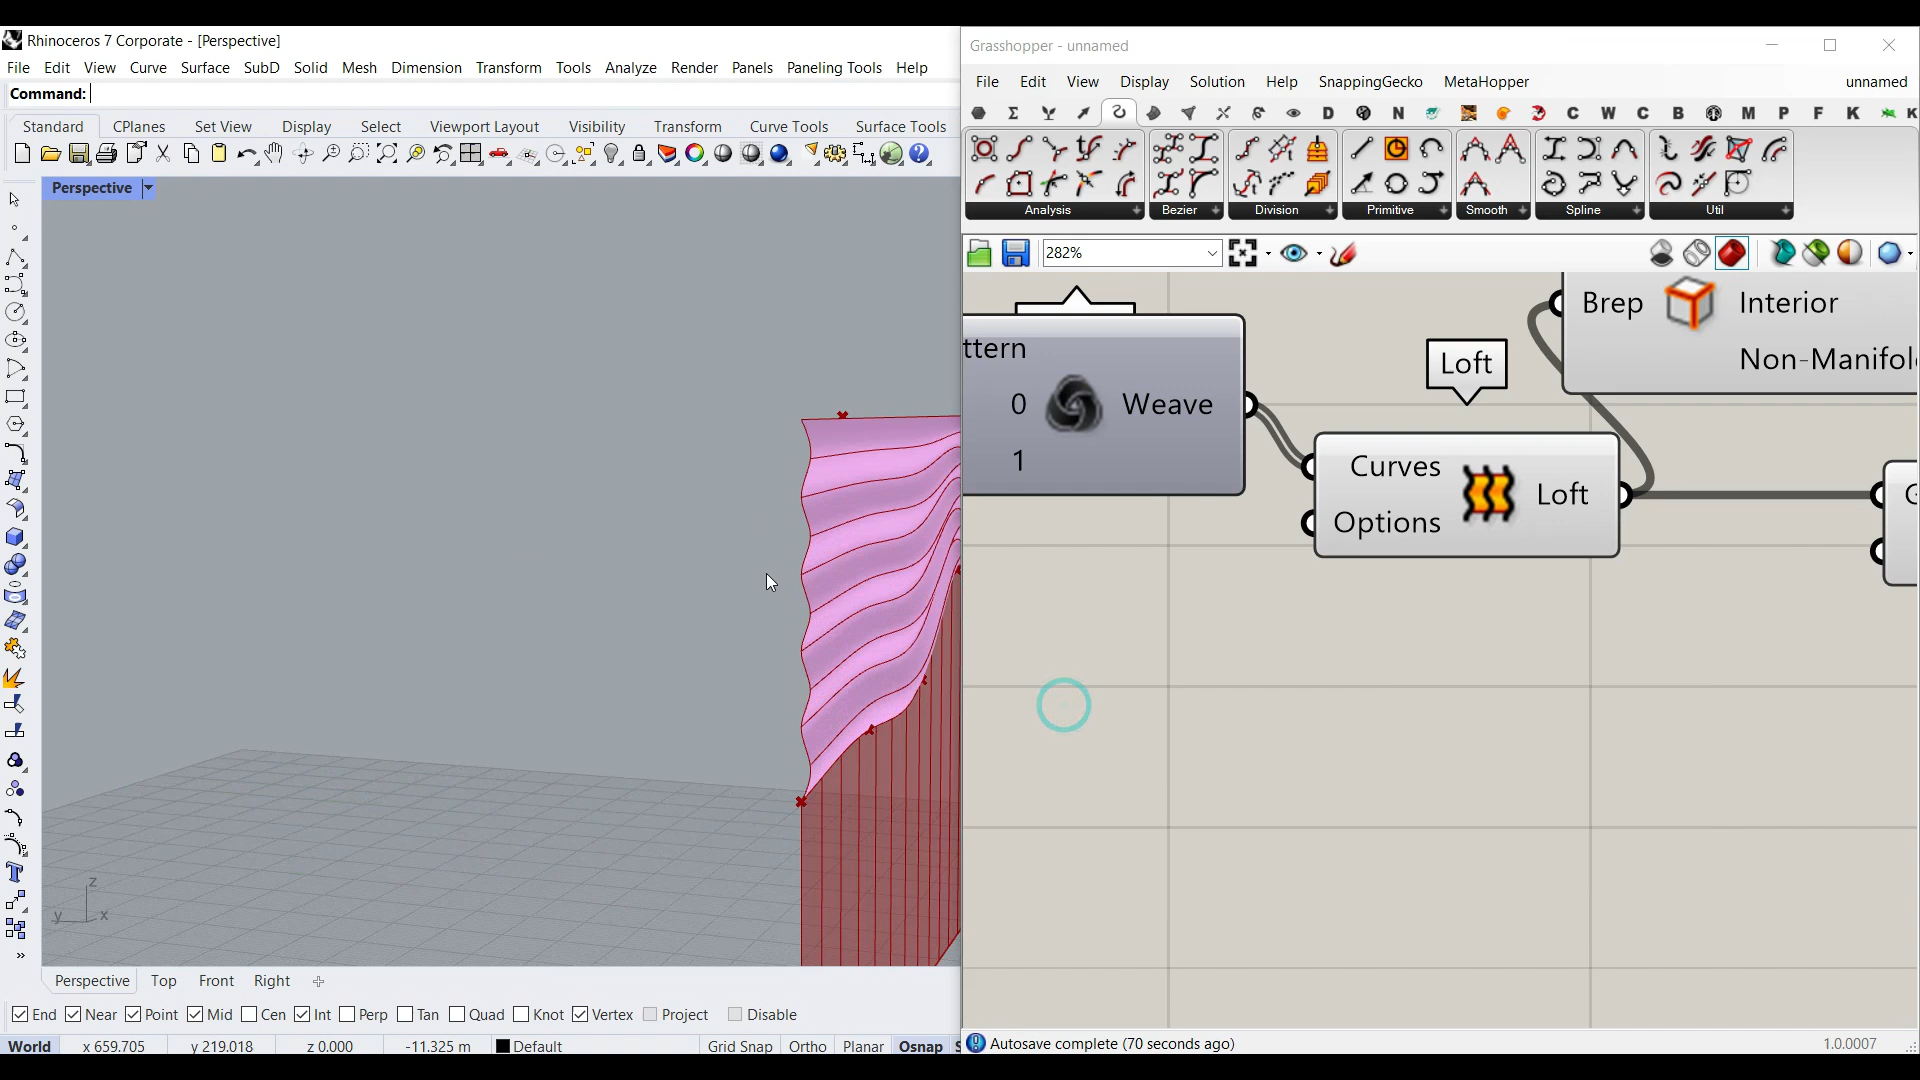 Rhinoceros 7 Corporate - [Perspective]
File Edit View Curve Surface SubD Solid Mesh Dimension Transform Tools Analyze Render Panels Paneling Tools Help
Command:
Standard CPlanes Set View Display Select Viewport Layout Visibility Transform Curve Tools Surface Tools
Perspective
z
y x
Perspective Top Front Right
End Near Point Mid Cen Int Perp Tan Quad Knot Vertex Project Disable
World x 659.705 y 219.018 z 0.000 -11.325 m Default Grid Snap Ortho Planar Osnap S
Grasshopper - unnamed
File Edit View Display Solution Help SnappingGecko MetaHopper unnamed
D N C W C B M P F K K
Analysis Bezier Division Primitive Smooth Spline Util
282%
Brep Interior
Non-Manifol
ttern
0 Weave
1
Loft
Curves
Loft
Options
Autosave complete (70 seconds ago) 1.0.0007